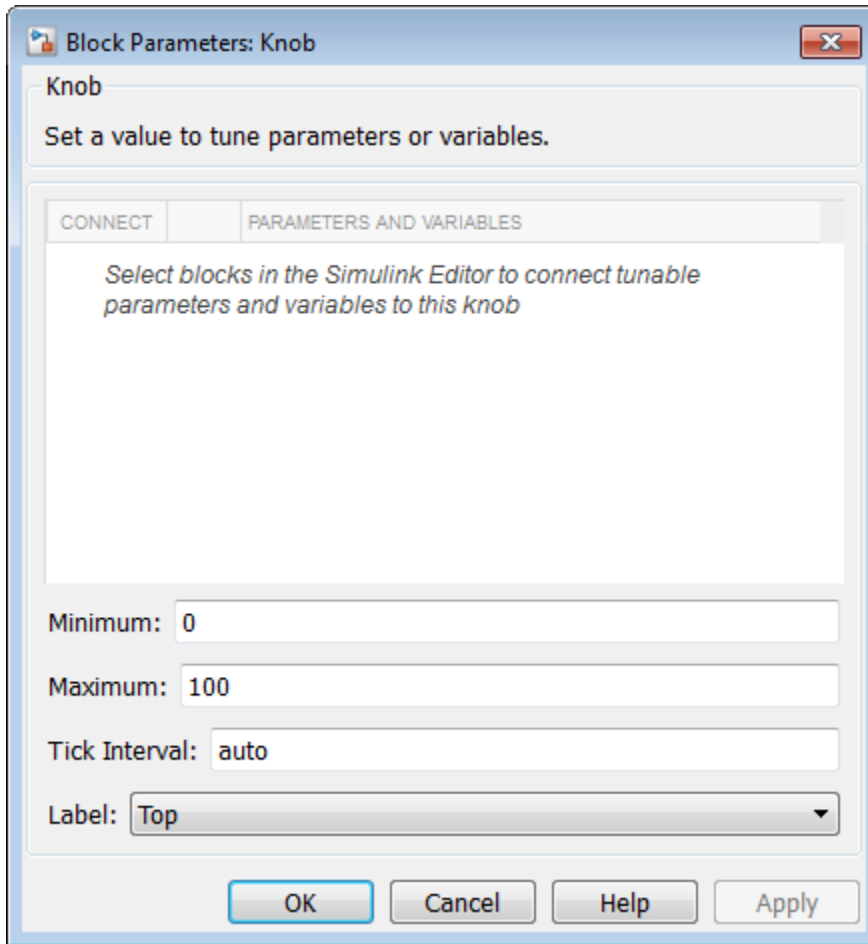 Block Parameters: Knob
Knob
Set a value to tune parameters or variables.
CONNECT PARAMETERS AND VARIABLES
Select blocks in the Simulink Editor to connect tunable
parameters and variables to this knob
Minimum: 0
Maximum: 100
Tick Interval: auto
Label: Top
OK Cancel Help Apply